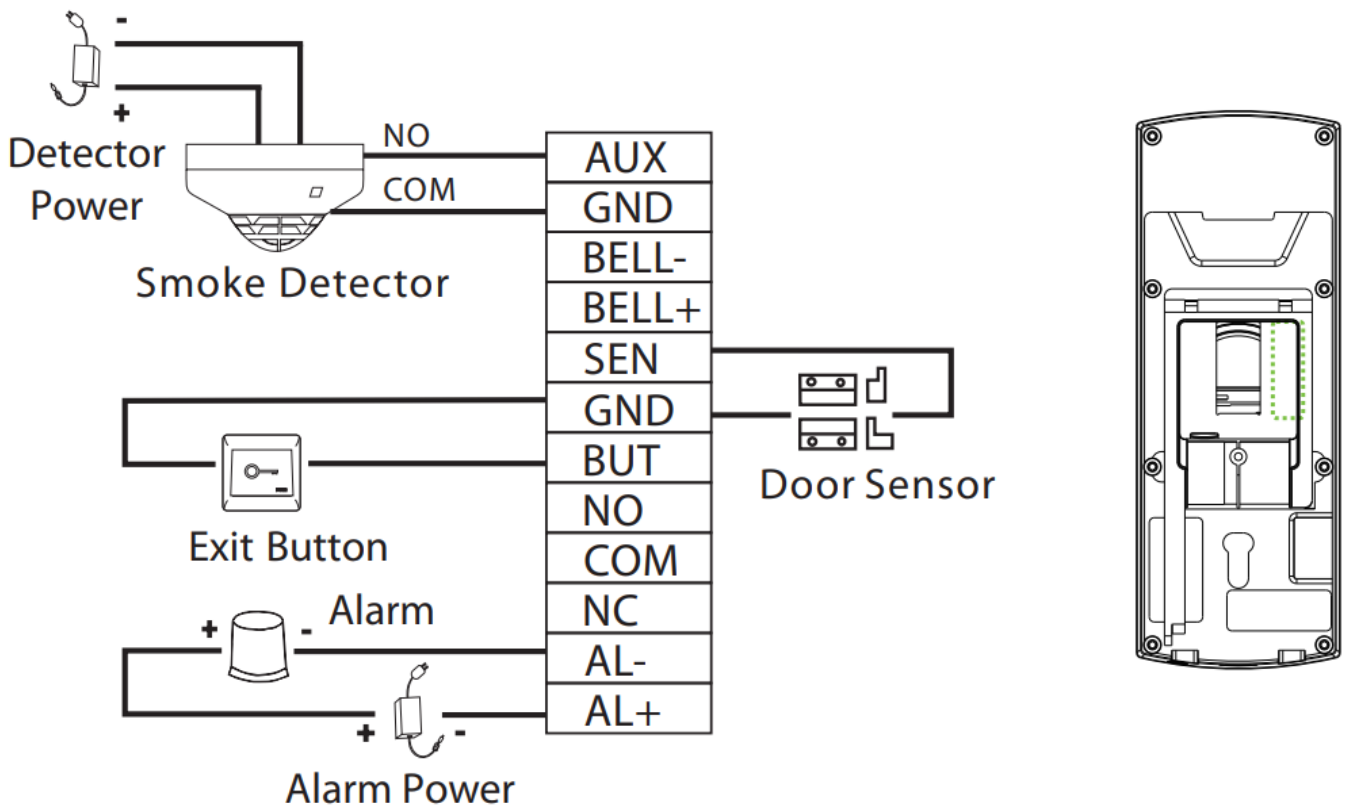 -
+
Detector
Power
NO
COM
Smoke Detector
AUX
GND
BELL-
BELL+
SEN
GND
BUT
NO
COM
NC
AL-
AL+
Door Sensor
Exit Button
+ - Alarm
+ -
Alarm Power